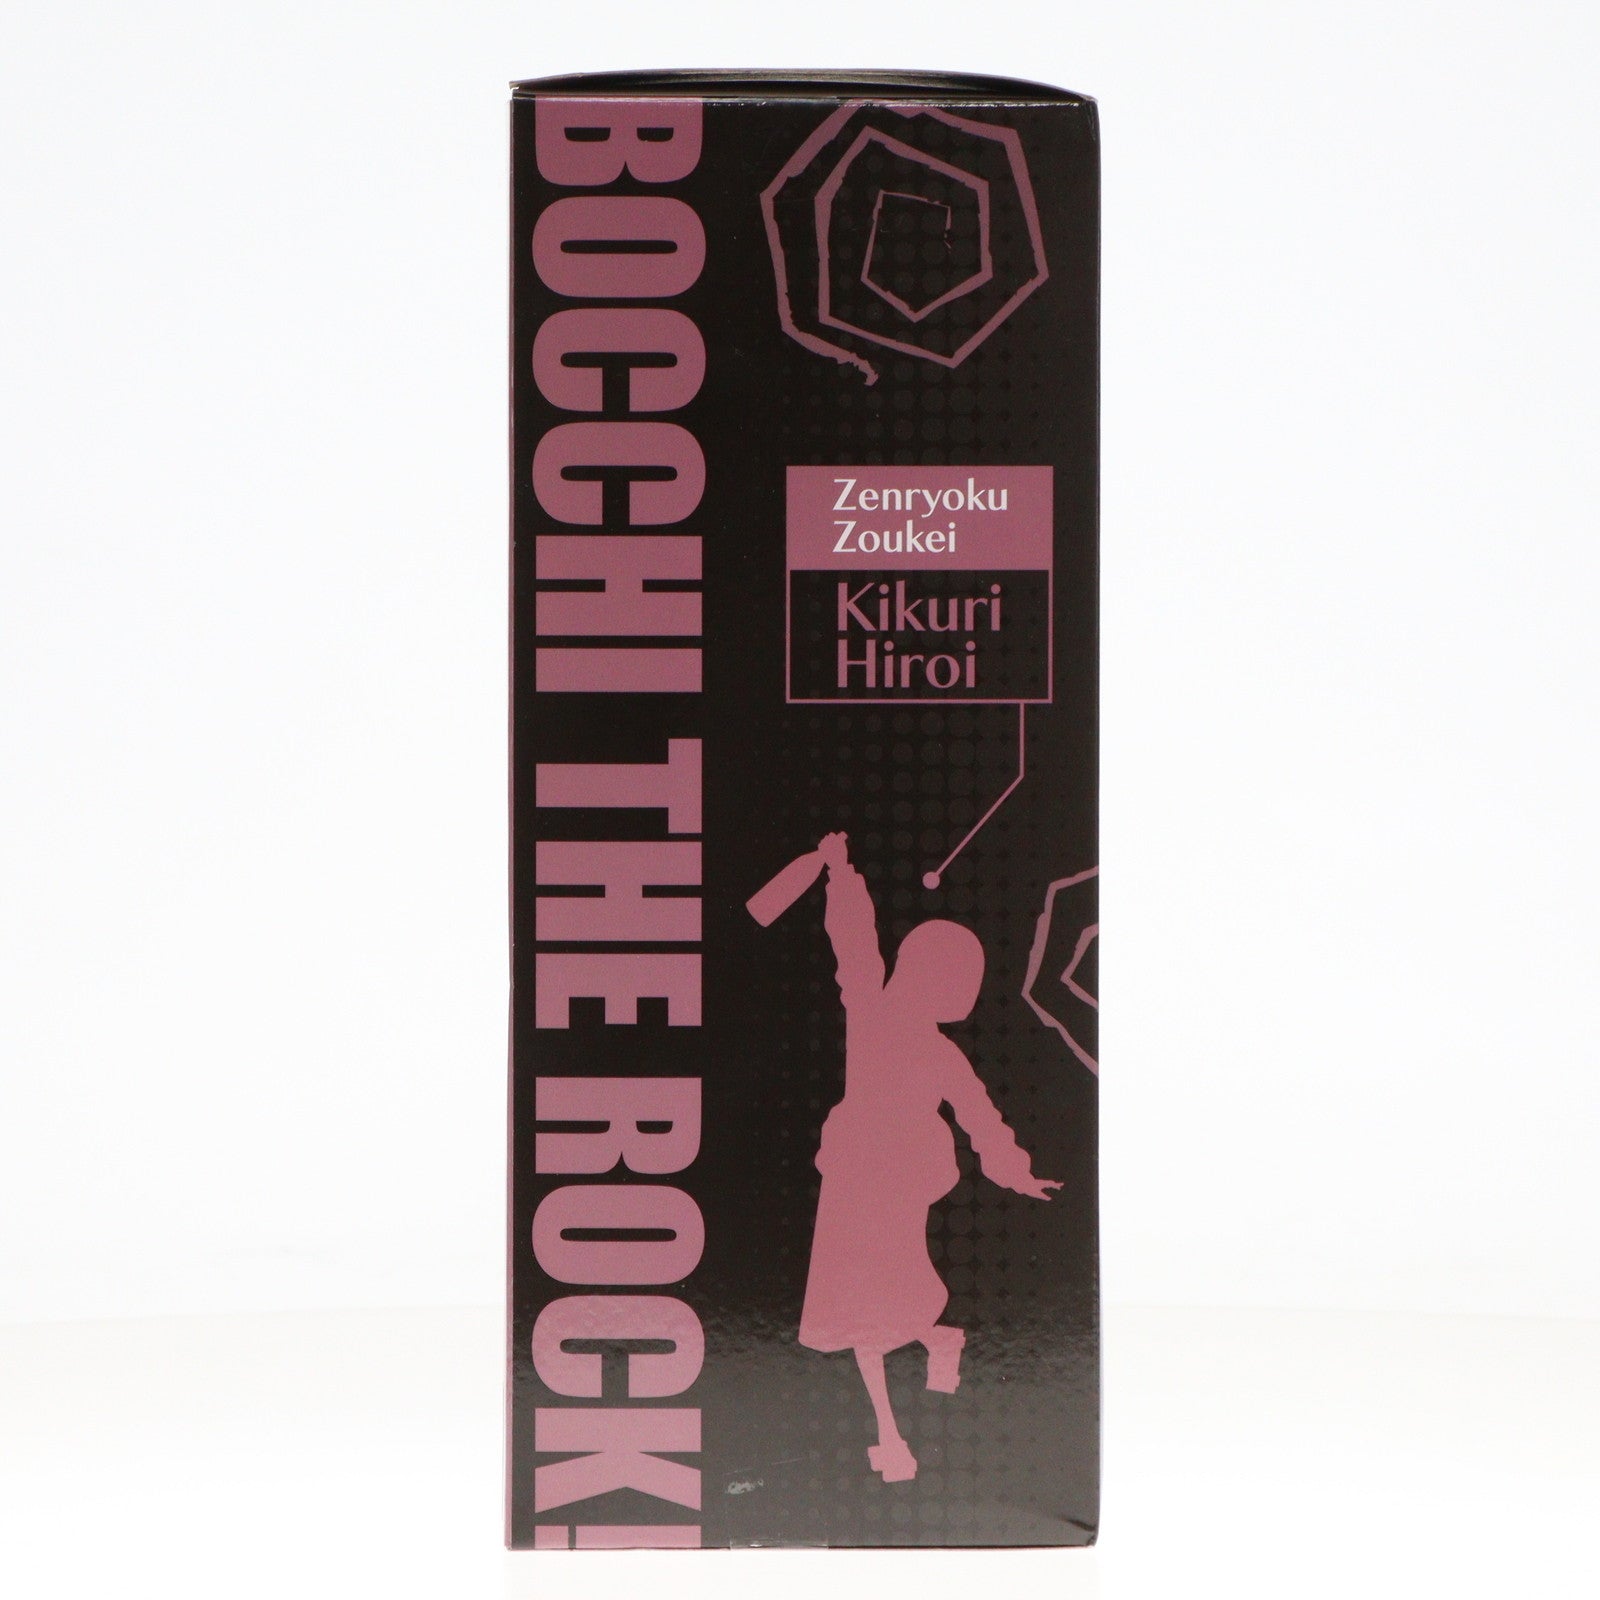 BOCCHI THE ROCK!
Zenryoku
Zoukei
Kikuri
Hiroi